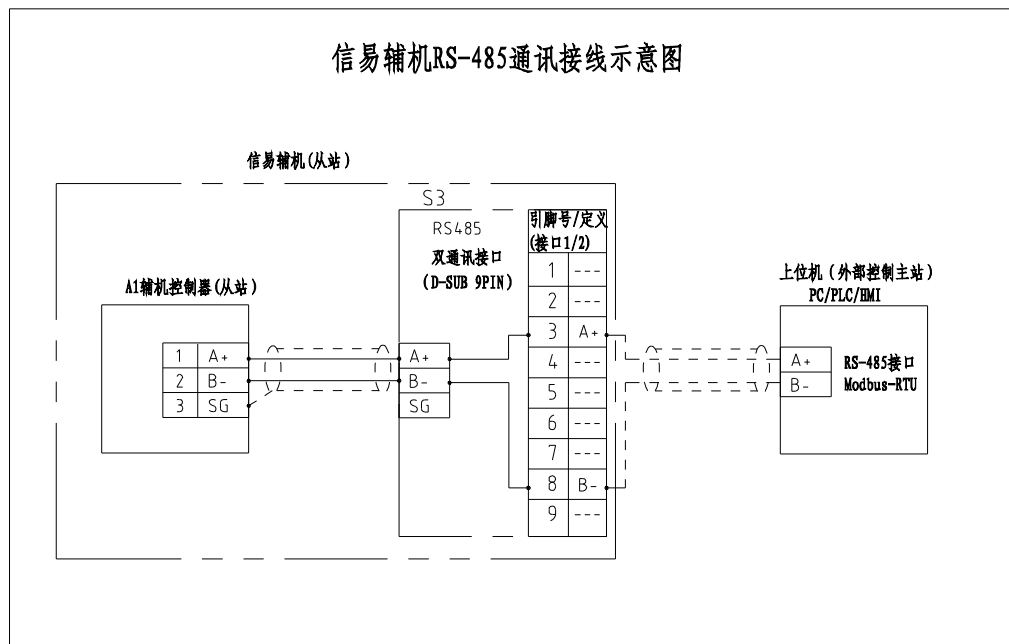 信易辅机RS-485通讯接线示意图
信易辅机(从站)
S3
RS485
双通讯接口
(D-SUB 9PIN)
引脚号/定义
(接口1/2)
1 ---
2 ---
3 A+
4 ---
5 ---
6 ---
7 ---
8 B-
9 ---
A1辅机控制器(从站)
1 A+
2 B-
3 SG
A+
B-
SG
上位机(外部控制主站)
PC/PLC/HMI
A+
B-
RS-485接口
Modbus-RTU